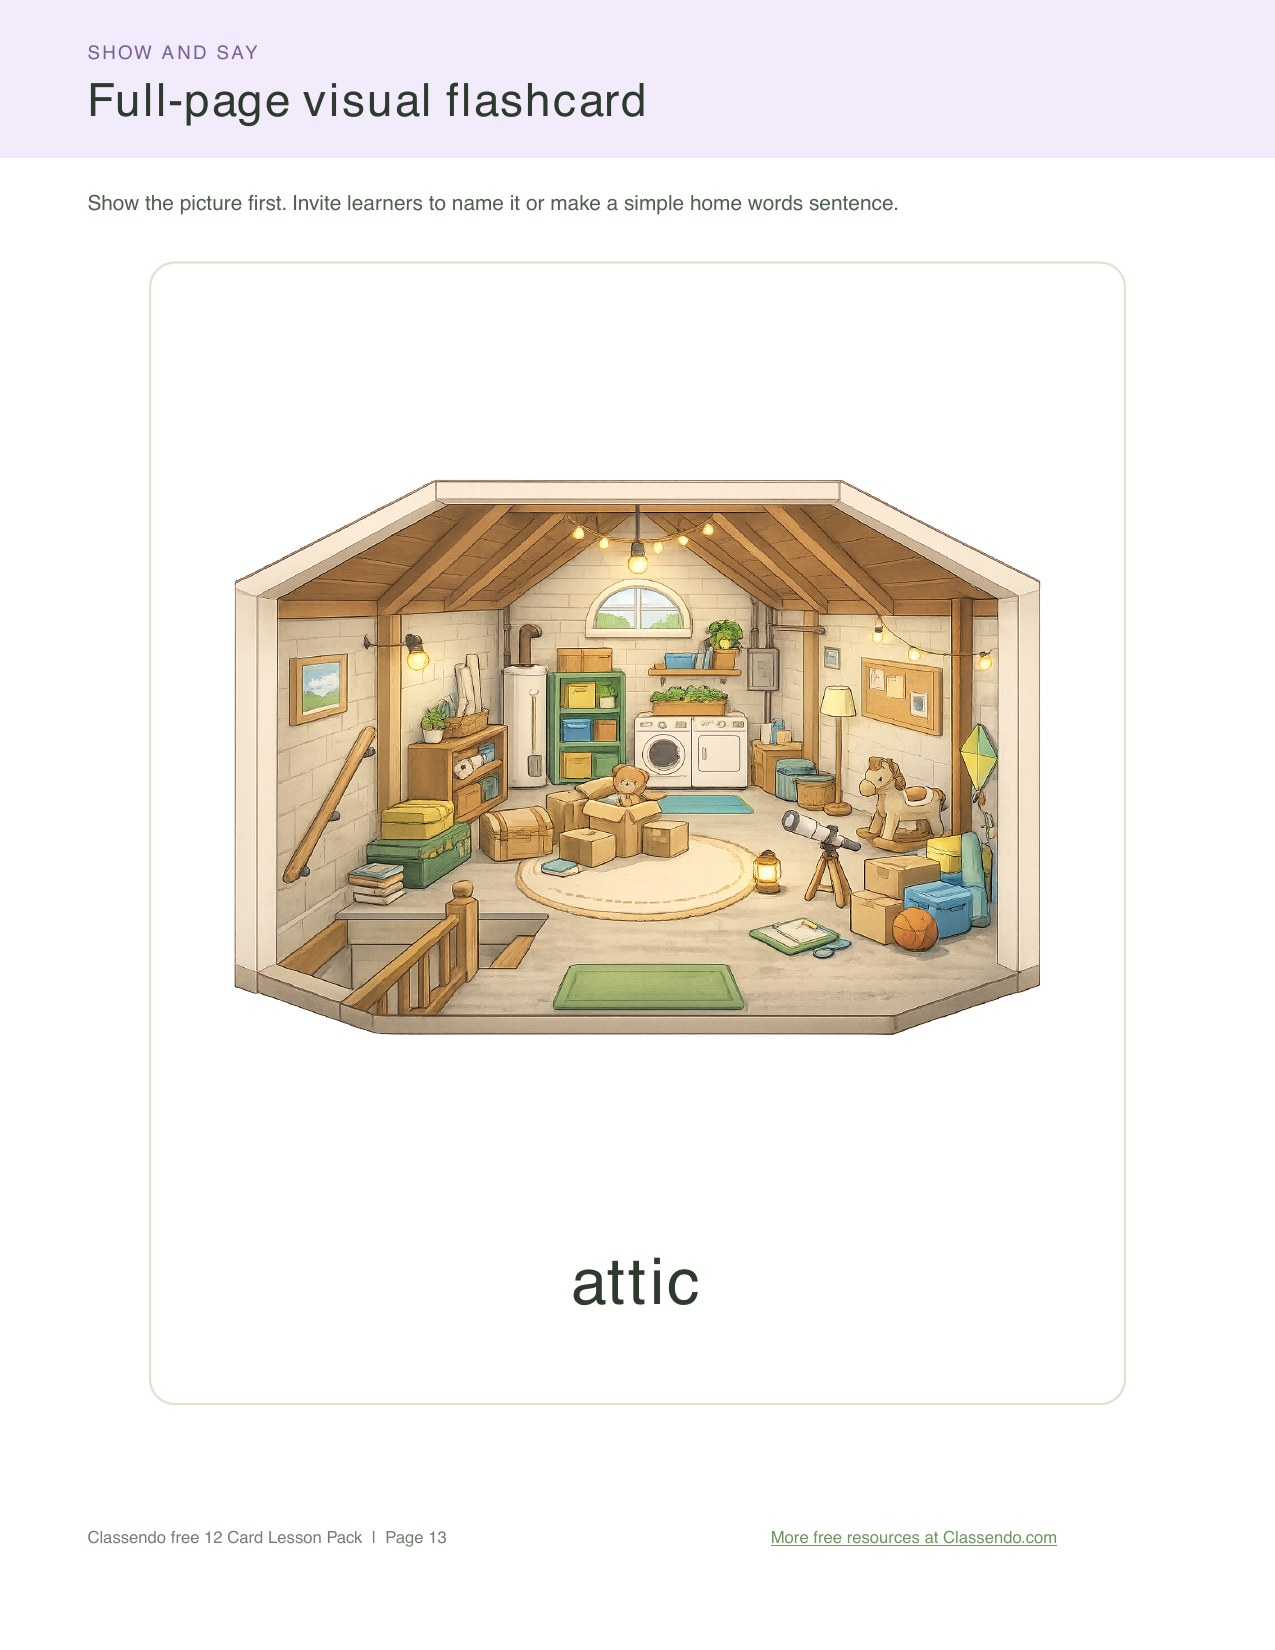 SHOW AND SAY
Full-page visual flashcard
Show the picture first. Invite learners to name it or make a simple home words sentence.
attic
Classendo free 12 Card Lesson Pack | Page 13
More free resources at Classendo.com